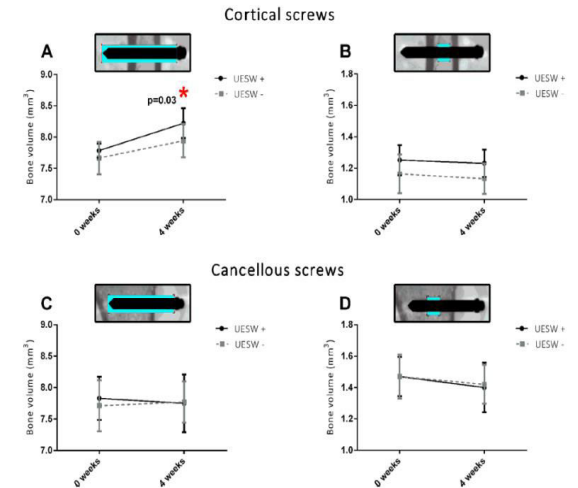 Cortical screws
A
B
p=0.03 *
UESW +
UESW -
Bone volume (mm³)
9.0
8.5
8.0
7.5
7.0
0 weeks
4 weeks
UESW +
UESW -
Bone volume (mm³)
1.8
1.6
1.4
1.2
1.0
0 weeks
4 weeks
Cancellous screws
C
D
UESW +
UESW -
Bone volume (mm³)
9.0
8.5
8.0
7.5
7.0
0 weeks
4 weeks
UESW +
UESW -
Bone volume (mm³)
1.8
1.6
1.4
1.2
1.0
0 weeks
4 weeks